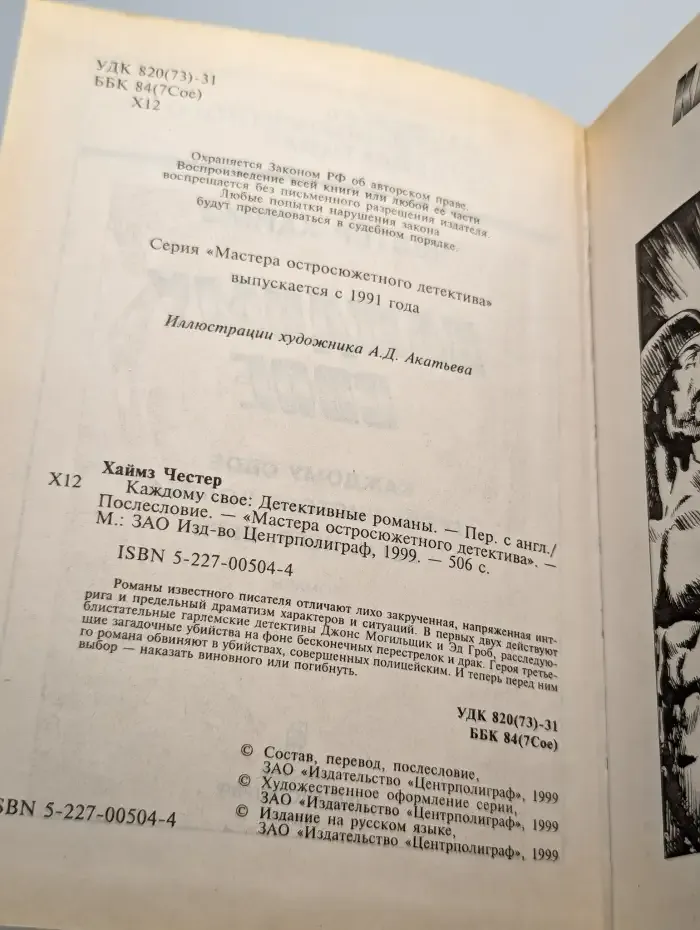 УДК 820(73)-31
ББК 84(7Сое)
Х12
Охраняется Законом РФ об авторском праве.
Воспроизведение всей книги или любой ее части
воспрещается без письменного разрешения издателя.
Любые попытки нарушения закона
будут преследоваться в судебном порядке.
Серия «Мастера остросюжетного детектива»
выпускается с 1991 года
Иллюстрации художника А.Д. Акатьева
Хаймз Честер
Х12 Каждому свое: Детективные романы. — Пер. с англ./
Послесловие. — «Мастера остросюжетного детектива». —
М.: ЗАО Изд-во Центрполиграф, 1999. — 506 с.
ISBN 5-227-00504-4
Романы известного писателя отличают лихо закрученная, напряженная инт-
рига и предельный драматизм характеров и ситуаций. В первых двух действуют
блистательные гарлемские детективы Джонс Могильщик и Эд Гроб, расследую-
щие загадочные убийства на фоне бесконечных перестрелок и драк. Героя третье-
го романа обвиняют в убийствах, совершенных полицейским. И теперь перед ним
выбор — наказать виновного или погибнуть.
УДК 820(73)-31
ББК 84(7Сое)
© Состав, перевод, послесловие,
ЗАО «Издательство «Центрполиграф», 1999
© Художественное оформление серии,
ЗАО «Издательство «Центрполиграф», 1999
© Издание на русском языке,
ЗАО «Издательство «Центрполиграф», 1999
ISBN 5-227-00504-4